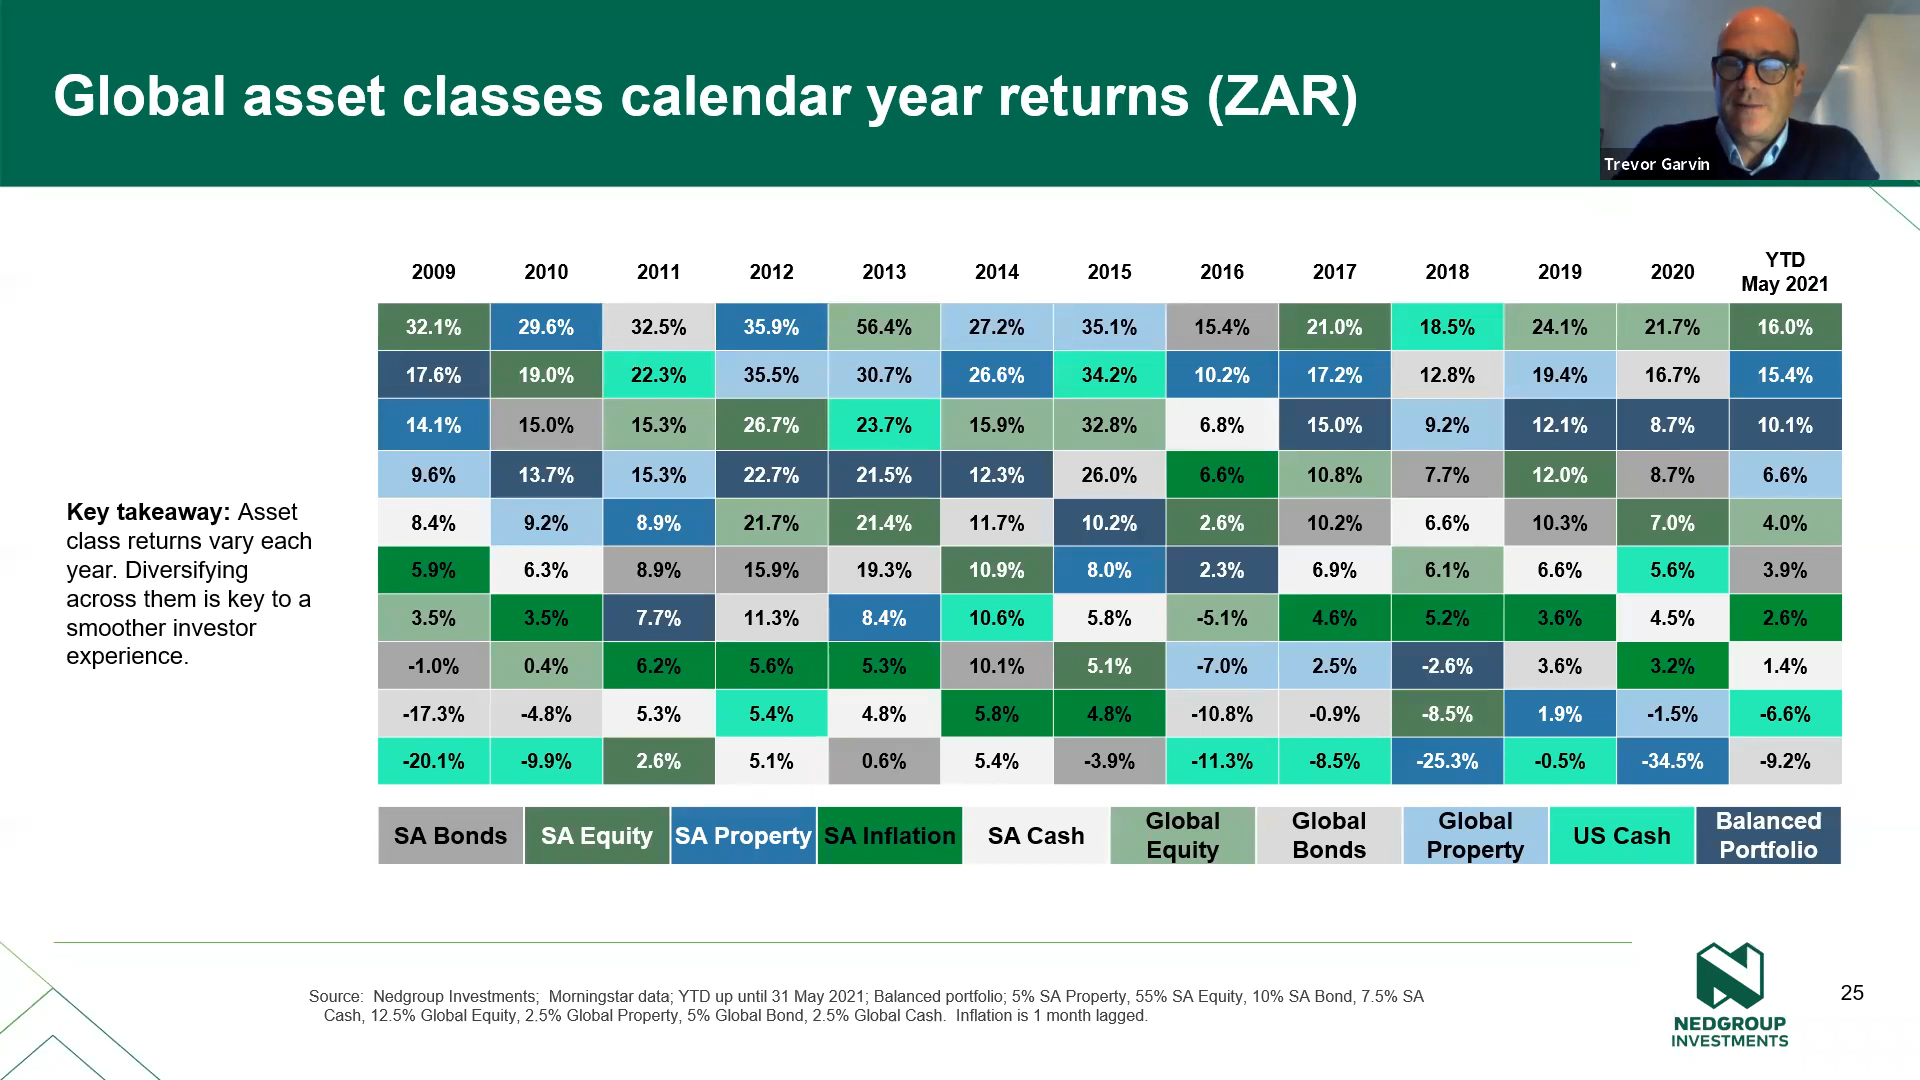 Global asset classes calendar year returns (ZAR)
Trevor Garvin
2009 2010 2011 2012 2013 2014 2015 2016 2017 2018 2019 2020 YTD
May 2021
32.1% 29.6% 32.5% 35.9% 56.4% 27.2% 35.1% 15.4% 21.0% 18.5% 24.1% 21.7% 16.0%
17.6% 19.0% 22.3% 35.5% 30.7% 26.6% 34.2% 10.2% 17.2% 12.8% 19.4% 16.7% 15.4%
14.1% 15.0% 15.3% 26.7% 23.7% 15.9% 32.8% 6.8% 15.0% 9.2% 12.1% 8.7% 10.1%
9.6% 13.7% 15.3% 22.7% 21.5% 12.3% 26.0% 6.6% 10.8% 7.7% 12.0% 8.7% 6.6%
8.4% 9.2% 8.9% 21.7% 21.4% 11.7% 10.2% 2.6% 10.2% 6.6% 10.3% 7.0% 4.0%
5.9% 6.3% 8.9% 15.9% 19.3% 10.9% 8.0% 2.3% 6.9% 6.1% 6.6% 5.6% 3.9%
3.5% 3.5% 7.7% 11.3% 8.4% 10.6% 5.8% -5.1% 4.6% 5.2% 3.6% 4.5% 2.6%
-1.0% 0.4% 6.2% 5.6% 5.3% 10.1% 5.1% -7.0% 2.5% -2.6% 3.6% 3.2% 1.4%
-17.3% -4.8% 5.3% 5.4% 4.8% 5.8% 4.8% -10.8% -0.9% -8.5% 1.9% -1.5% -6.6%
-20.1% -9.9% 2.6% 5.1% 0.6% 5.4% -3.9% -11.3% -8.5% -25.3% -0.5% -34.5% -9.2%
Key takeaway: Asset
class returns vary each
year. Diversifying
across them is key to a
smoother investor
experience.
SA Bonds SA Equity SA Property SA Inflation SA Cash Global
Equity Global
Bonds Global
Property US Cash Balanced
Portfolio
Source: Nedgroup Investments; Morningstar data; YTD up until 31 May 2021; Balanced portfolio; 5% SA Property, 55% SA Equity, 10% SA Bond, 7.5% SA
Cash, 12.5% Global Equity, 2.5% Global Property, 5% Global Bond, 2.5% Global Cash. Inflation is 1 month lagged.
NEDGROUP
INVESTMENTS
25